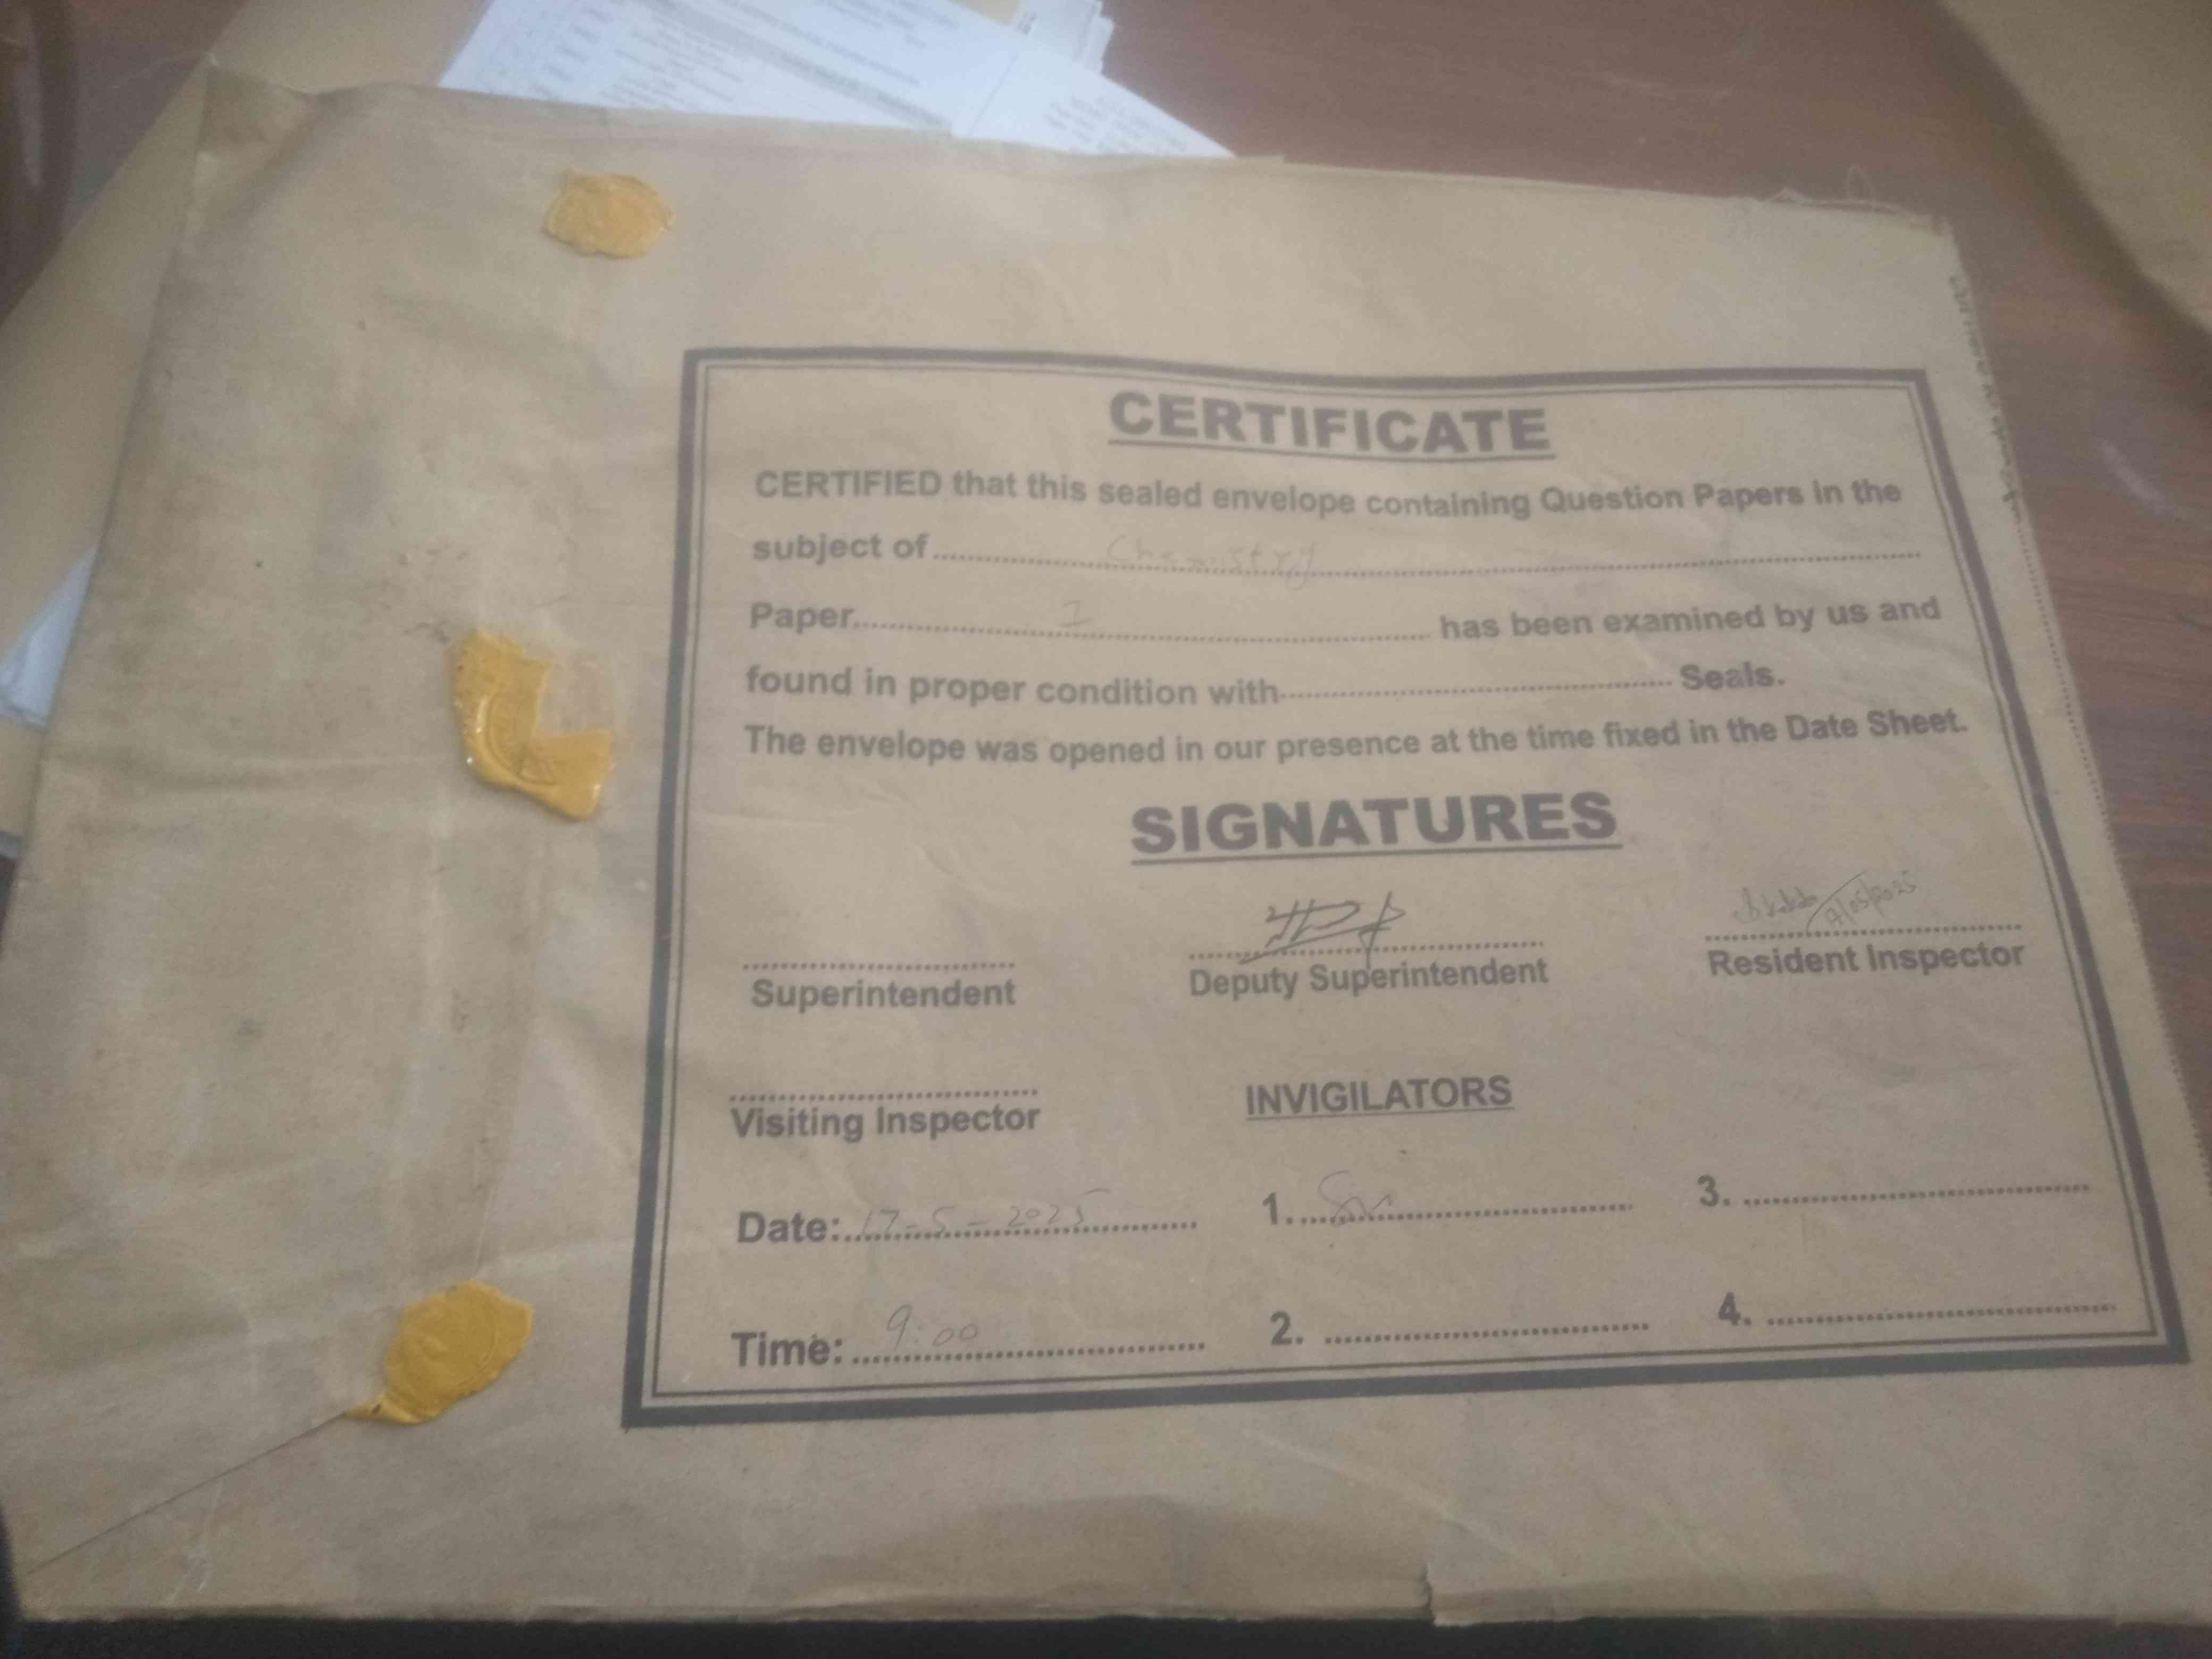 CERTIFICATE
CERTIFIED that this sealed envelope containing Question Papers in the
subject of Chemistry
Paper I has been examined by us and
found in proper condition with Seals.
The envelope was opened in our presence at the time fixed in the Date Sheet.
SIGNATURES
Superintendent
Deputy Superintendent
Resident Inspector
Visiting Inspector
INVIGILATORS
Date: 17-5-2025
1.
3.
Time: 9:00
2.
4.